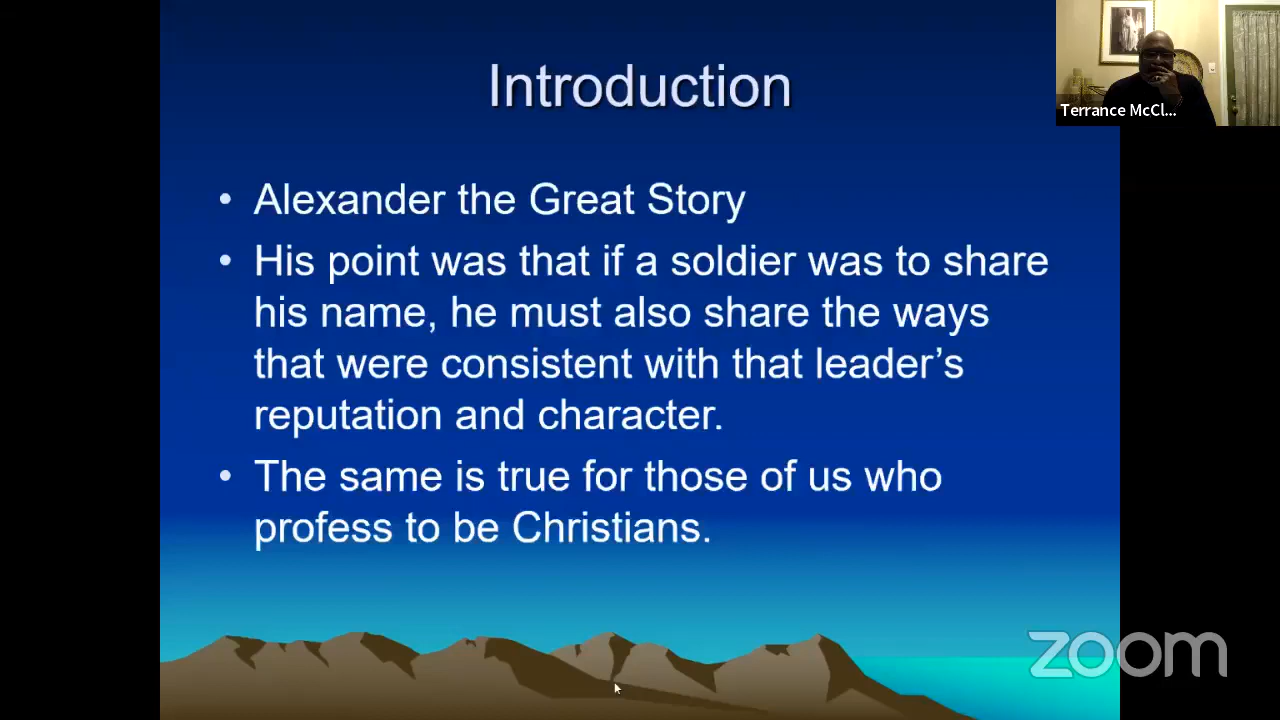 Introduction
Terrance McCl...
• Alexander the Great Story
• His point was that if a soldier was to share
his name, he must also share the ways
that were consistent with that leader’s
reputation and character.
• The same is true for those of us who
profess to be Christians.
zoom